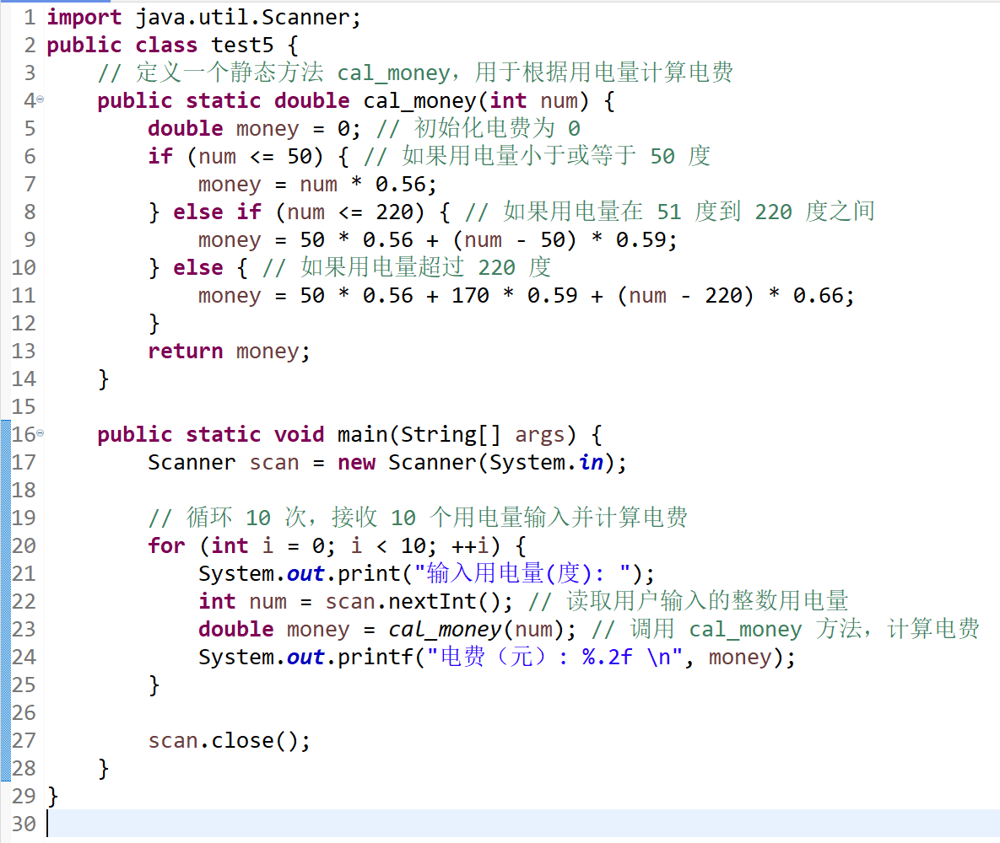 1 import java.util.Scanner;
2 public class test5 {
3     // 定义一个静态方法 cal_money，用于根据用电量计算电费
4     public static double cal_money(int num) {
5         double money = 0; // 初始化电费为 0
6         if (num <= 50) { // 如果用电量小于或等于 50 度
7             money = num * 0.56;
8         } else if (num <= 220) { // 如果用电量在 51 度到 220 度之间
9             money = 50 * 0.56 + (num - 50) * 0.59;
10         } else { // 如果用电量超过 220 度
11             money = 50 * 0.56 + 170 * 0.59 + (num - 220) * 0.66;
12         }
13         return money;
14     }
15
16     public static void main(String[] args) {
17         Scanner scan = new Scanner(System.in);
18
19         // 循环 10 次，接收 10 个用电量输入并计算电费
20         for (int i = 0; i < 10; ++i) {
21             System.out.print("输入用电量(度): ");
22             int num = scan.nextInt(); // 读取用户输入的整数用电量
23             double money = cal_money(num); // 调用 cal_money 方法，计算电费
24             System.out.printf("电费（元）: %.2f \n", money);
25         }
26
27         scan.close();
28     }
29 }
30